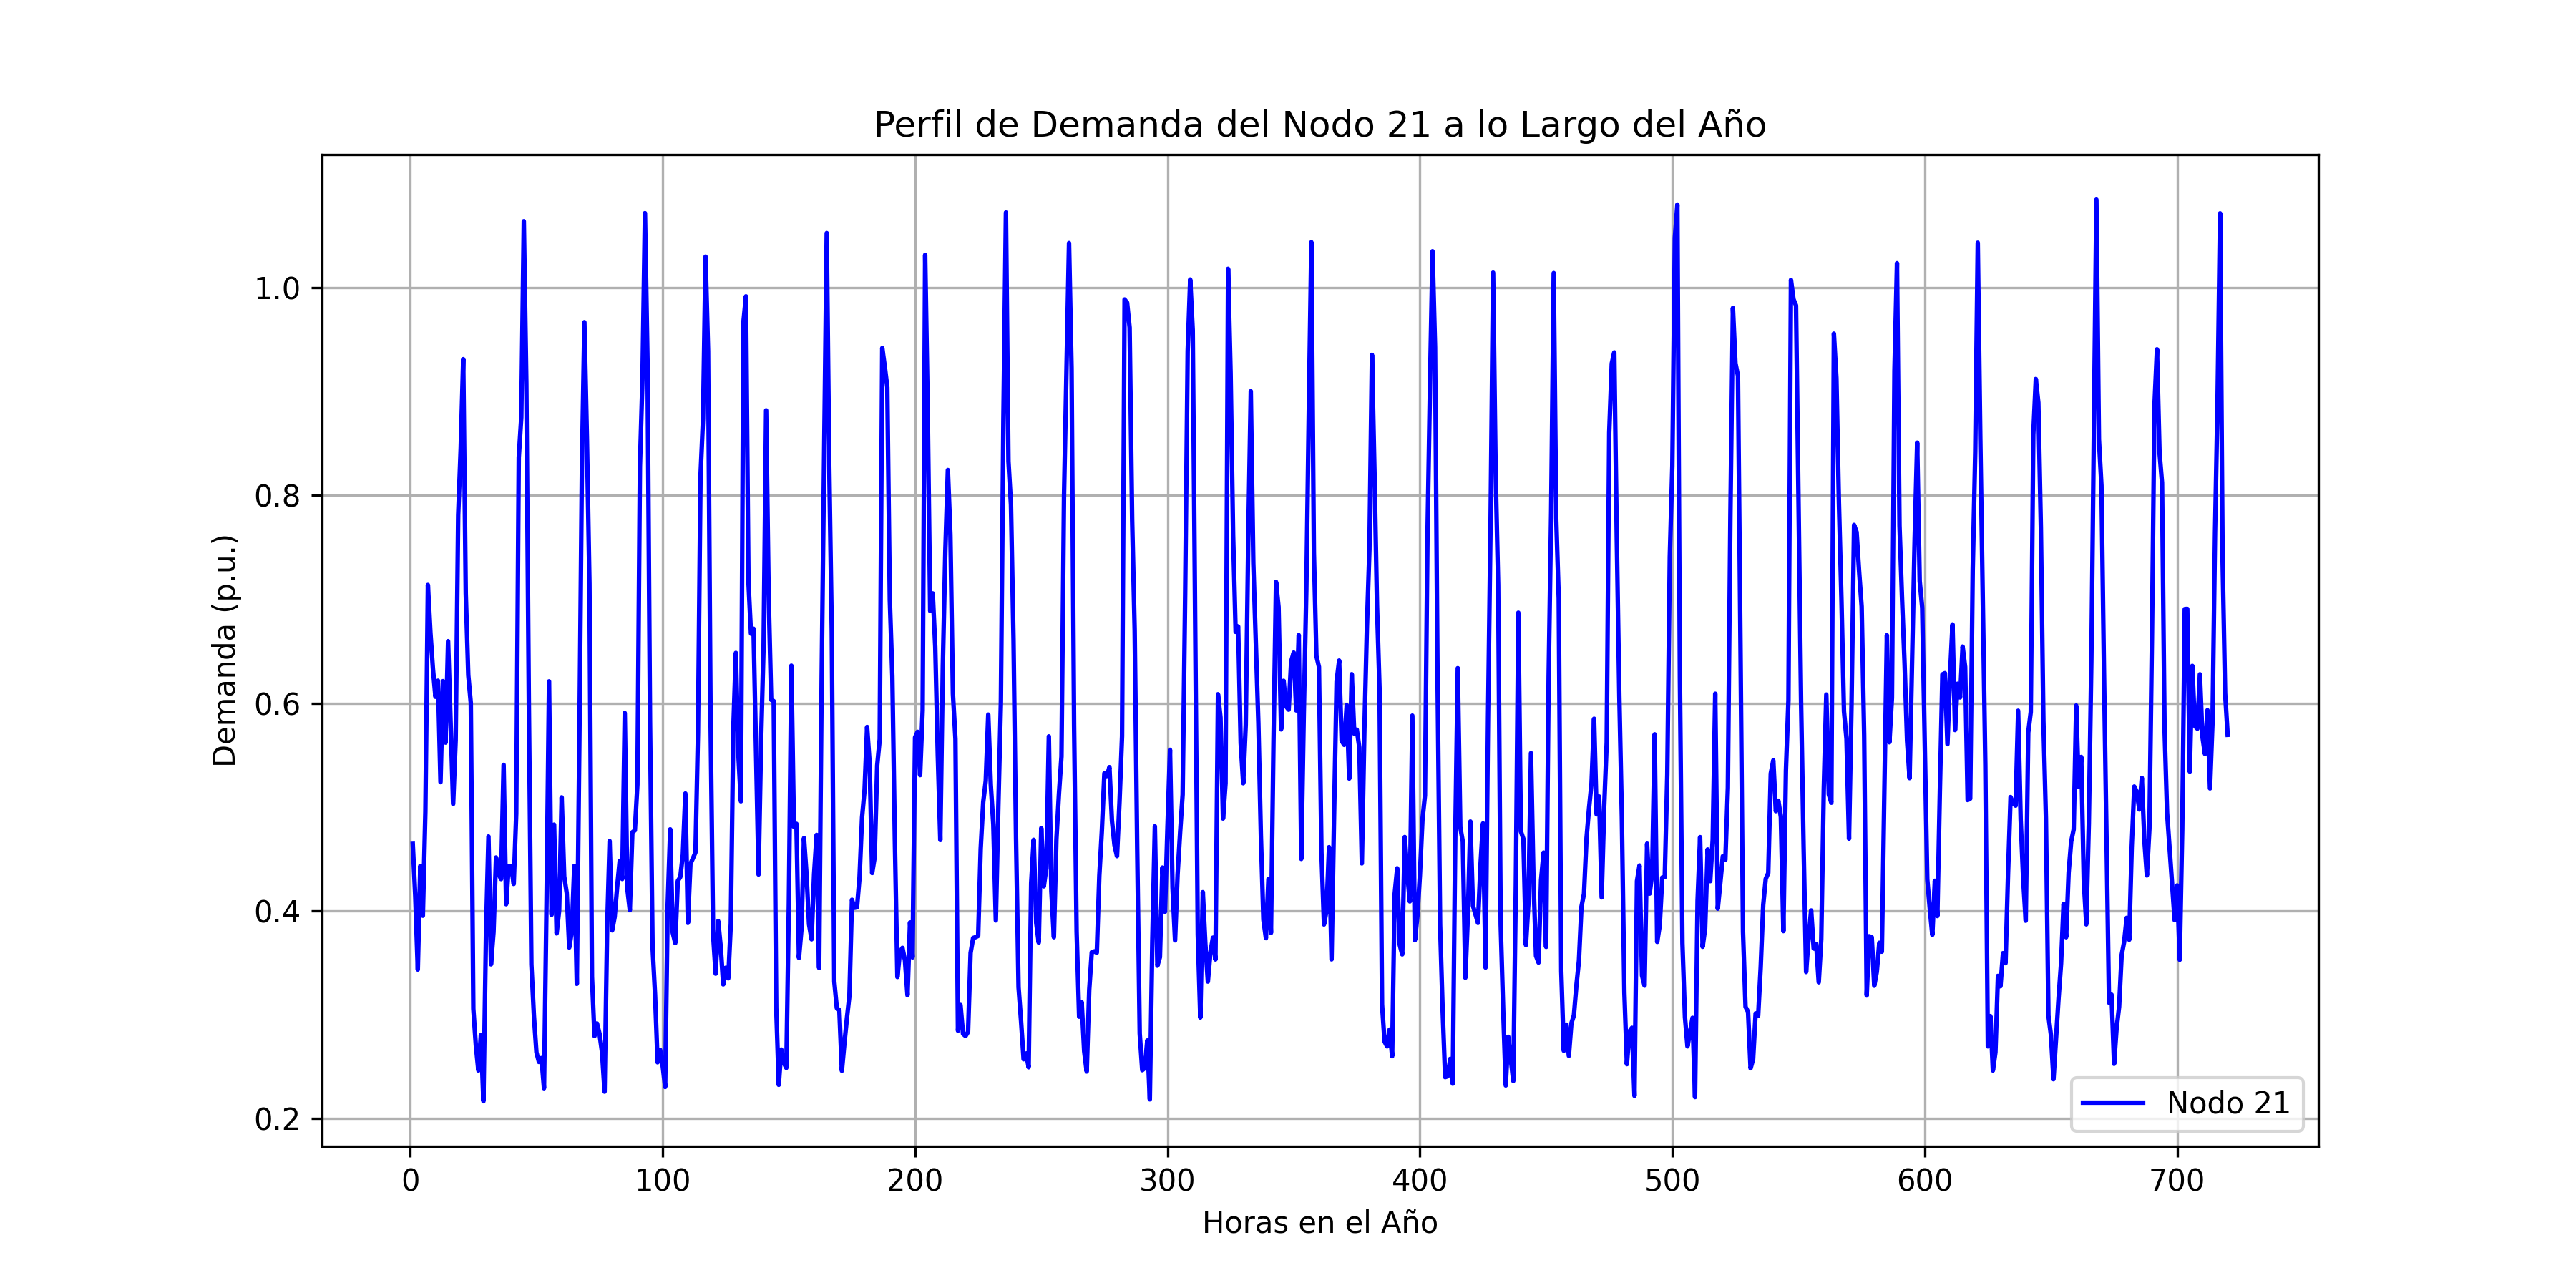 Perfil de Demanda del Nodo 21 a lo Largo del Año
Demanda (p.u.)
1.0
0.8
0.6
0.4
0.2
0 100 200 300 400 500 600 700
Horas en el Año
Nodo 21